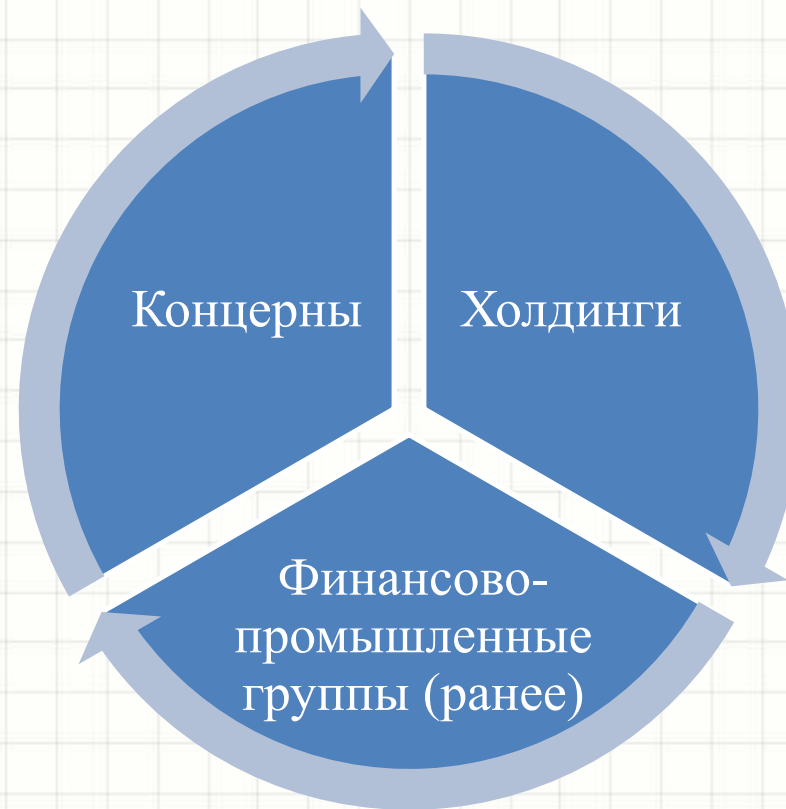 Концерны
Холдинги
Финансово-
промышленные
группы (ранее)